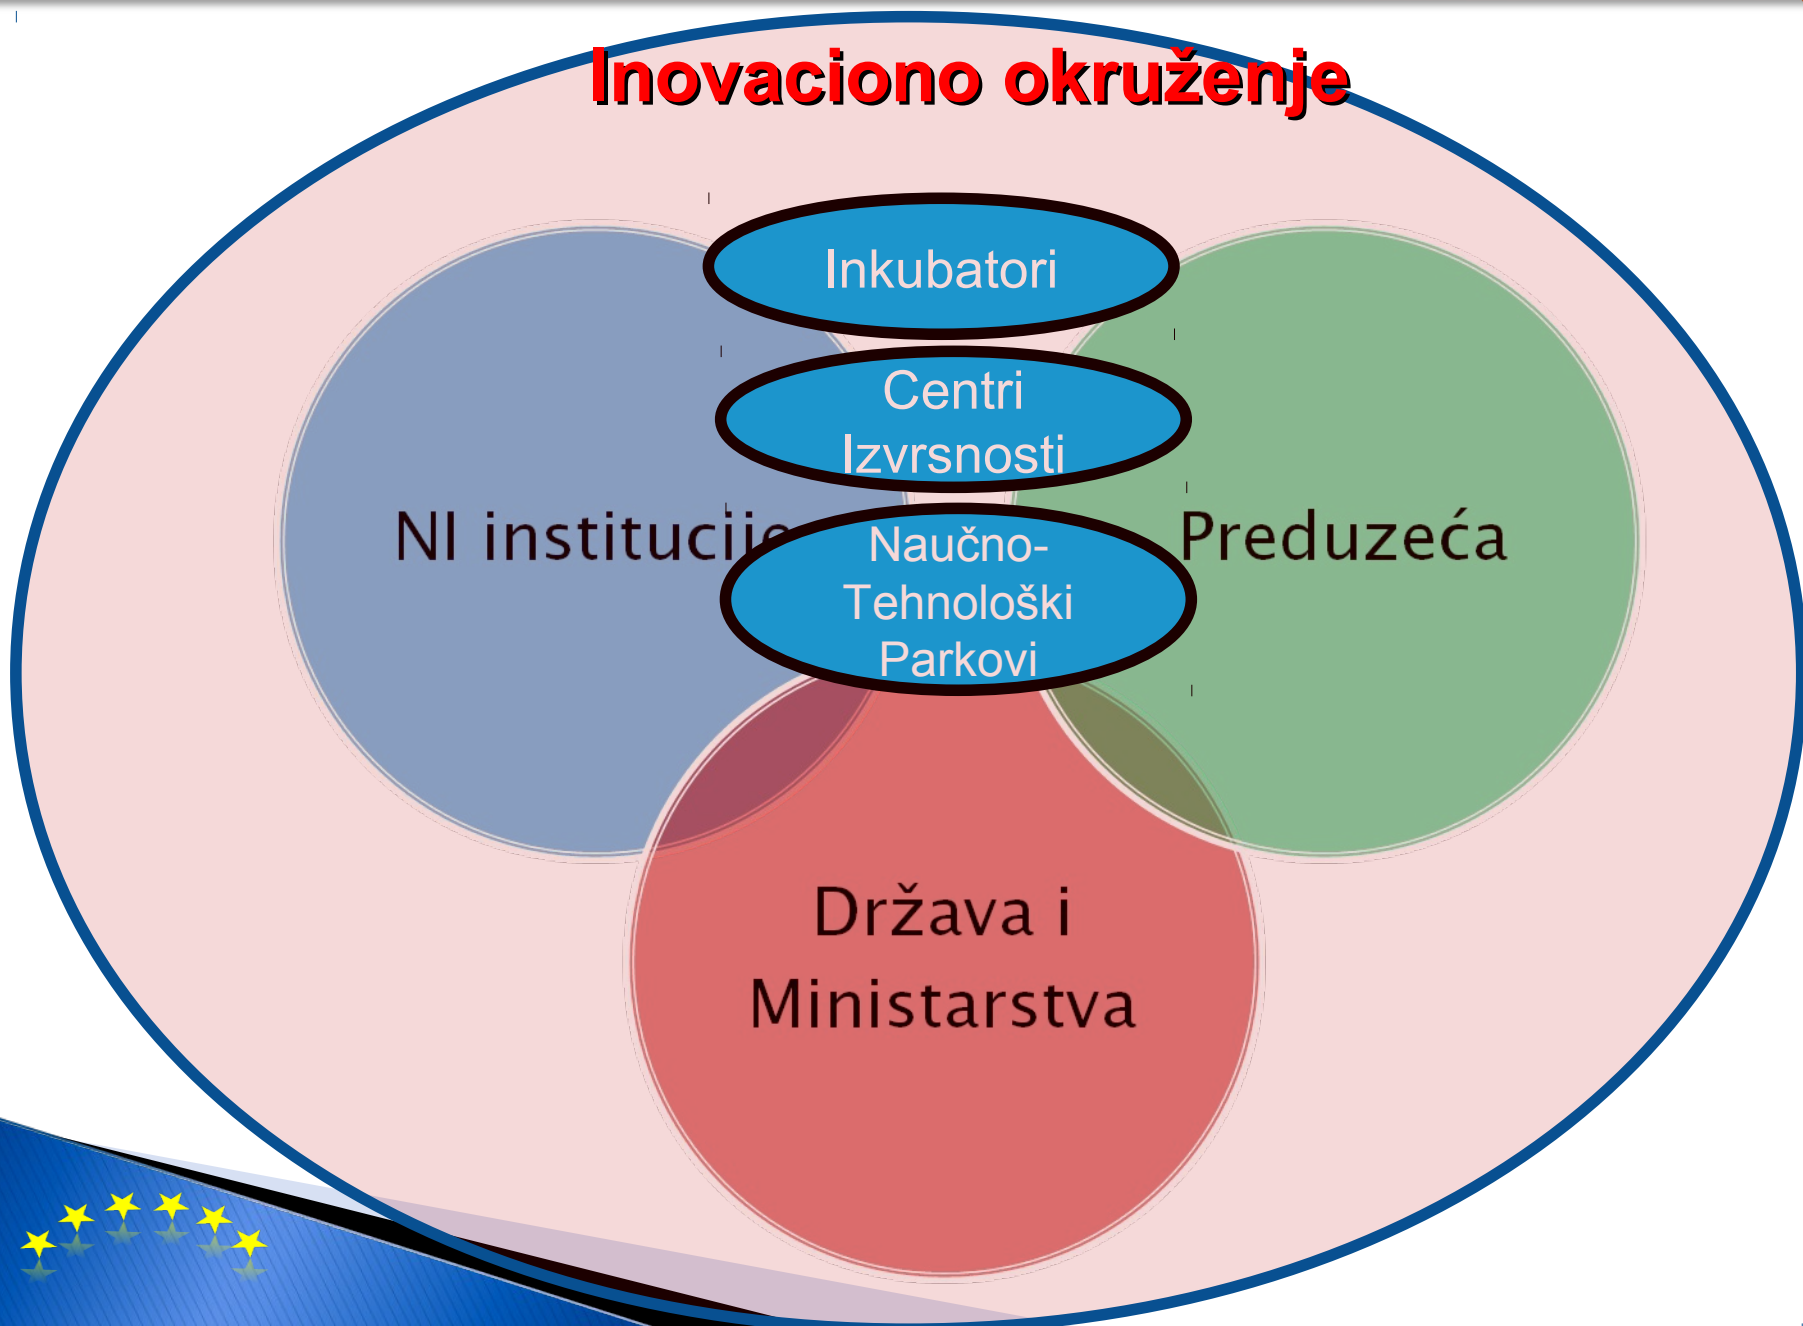 Inovaciono okruženje
Inkubatori
Centri
Izvrsnosti
NI institucije
Naučno-
Tehnološki
Parkovi
Preduzeća
Država i
Ministarstva